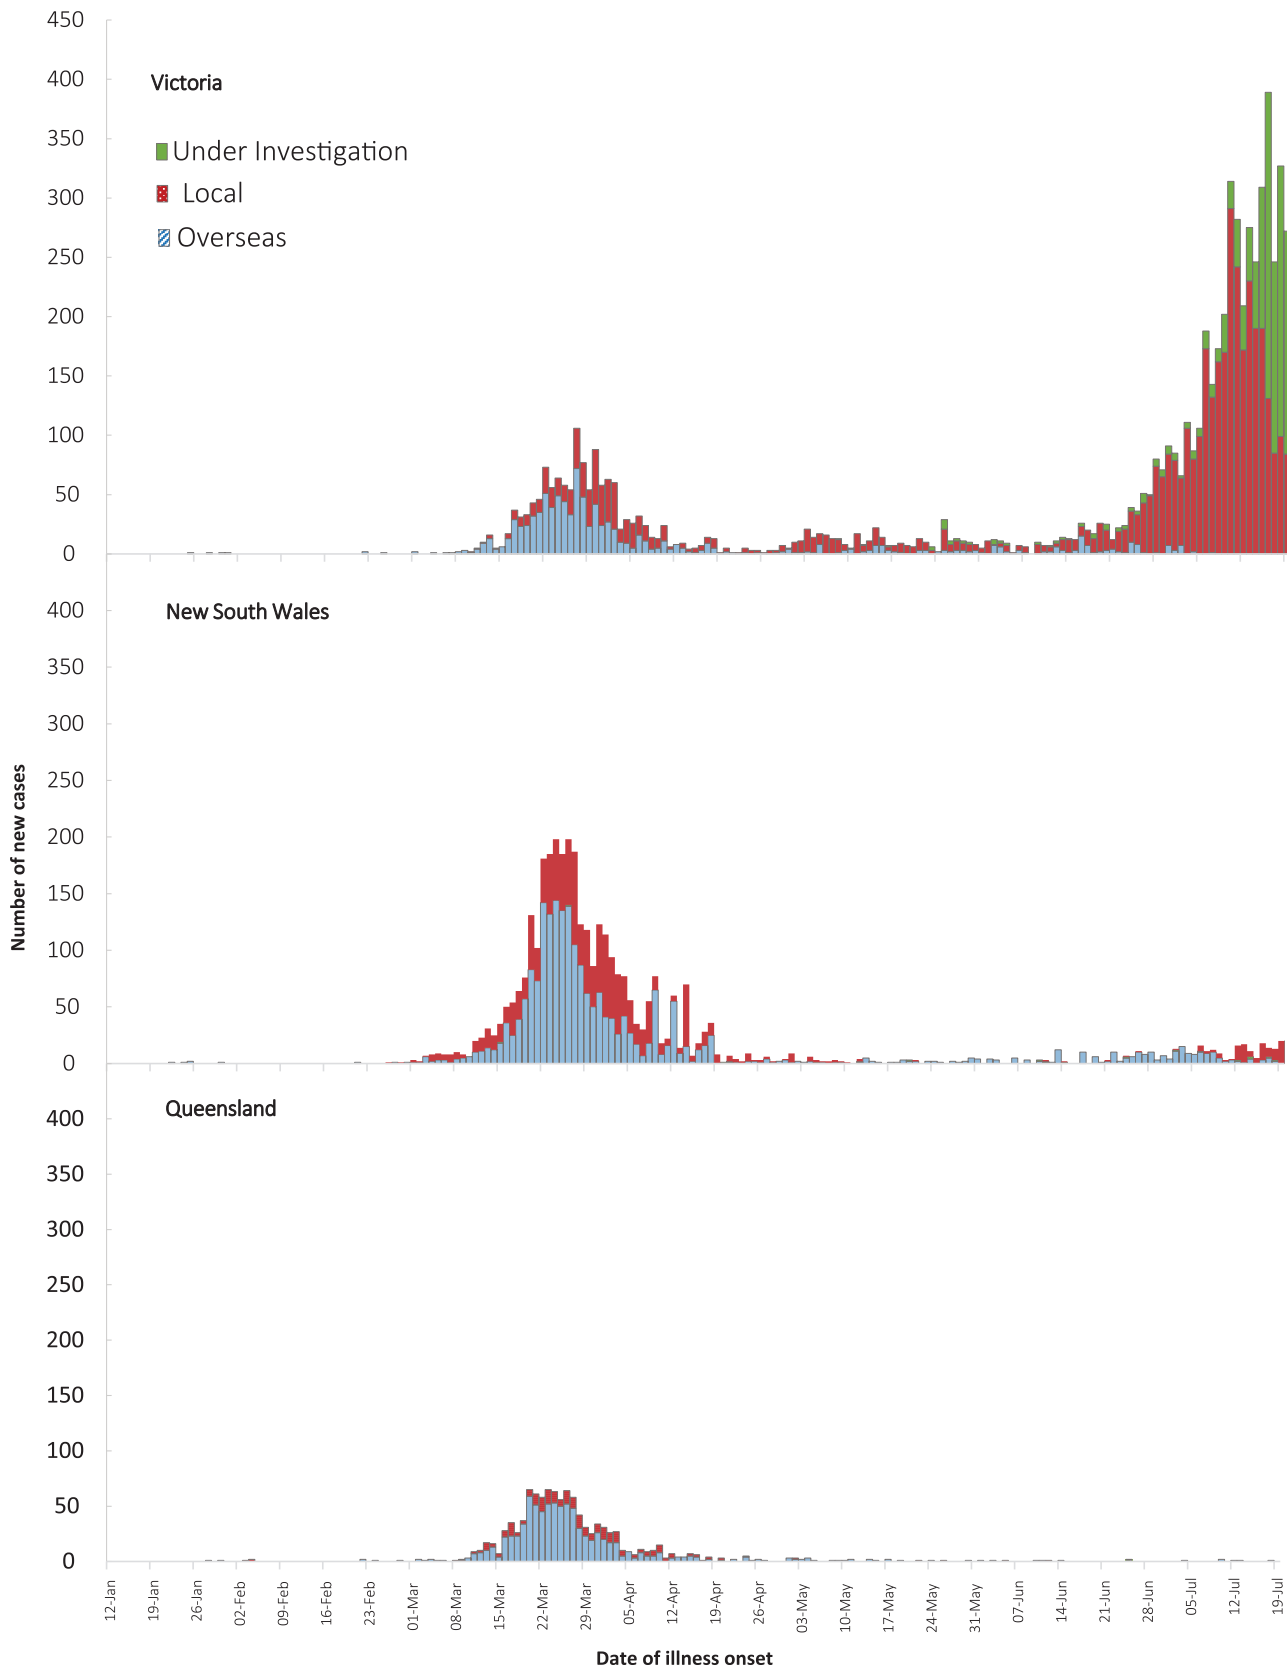 450
400
350
300
250
200
150
100
50
0
Victoria
Under Investigation
Local
Overseas
New South Wales
400
350
300
250
200
150
100
50
0
Number of new cases
Queensland
400
350
300
250
200
150
100
50
0
12-Jan
19-Jan
26-Jan
02-Feb
09-Feb
16-Feb
23-Feb
01-Mar
08-Mar
15-Mar
22-Mar
29-Mar
05-Apr
12-Apr
19-Apr
26-Apr
03-May
10-May
17-May
24-May
31-May
07-Jun
14-Jun
21-Jun
28-Jun
05-Jul
12-Jul
19-Jul
Date of illness onset